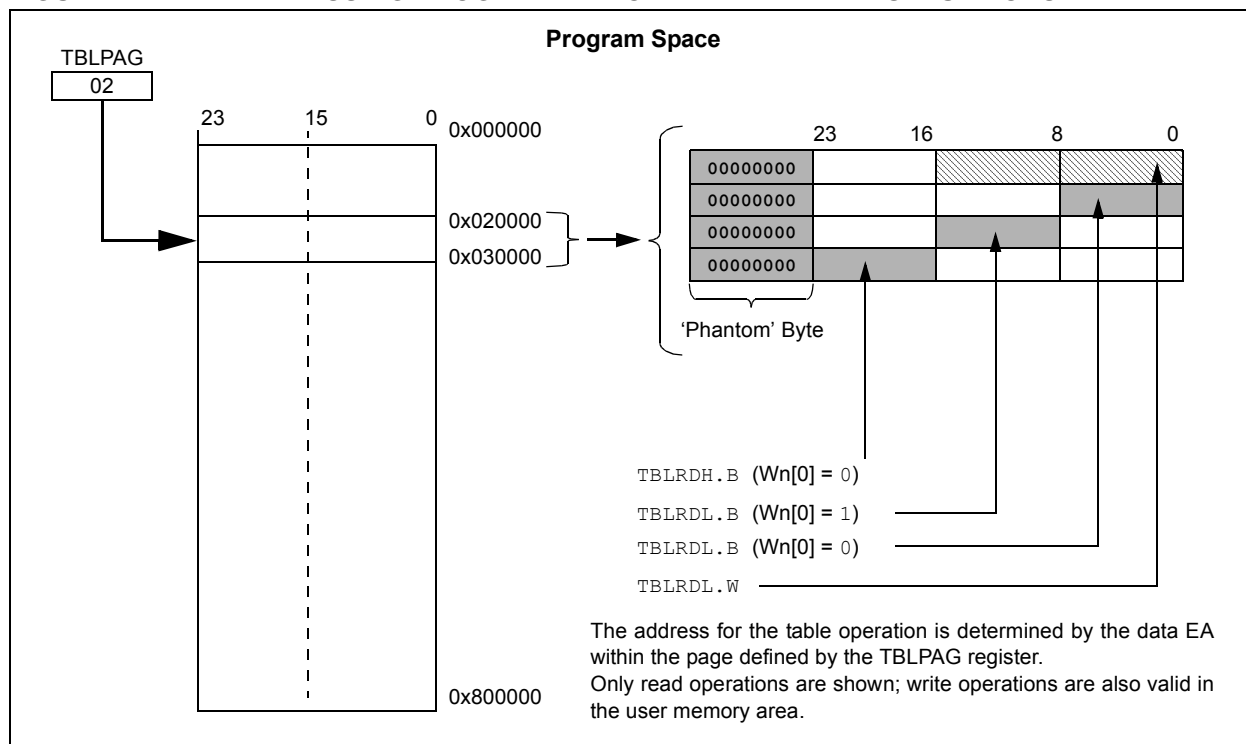 Program Space
TBLPAG
02
23 15 0
0x000000
0x020000
0x030000
0x800000
23 16 8 0
00000000
00000000
00000000
00000000
‘Phantom’ Byte
TBLRDH.B (Wn[0] = 0)
TBLRDL.B (Wn[0] = 1)
TBLRDL.B (Wn[0] = 0)
TBLRDL.W
The address for the table operation is determined by the data EA
within the page defined by the TBLPAG register.
Only read operations are shown; write operations are also valid in
the user memory area.